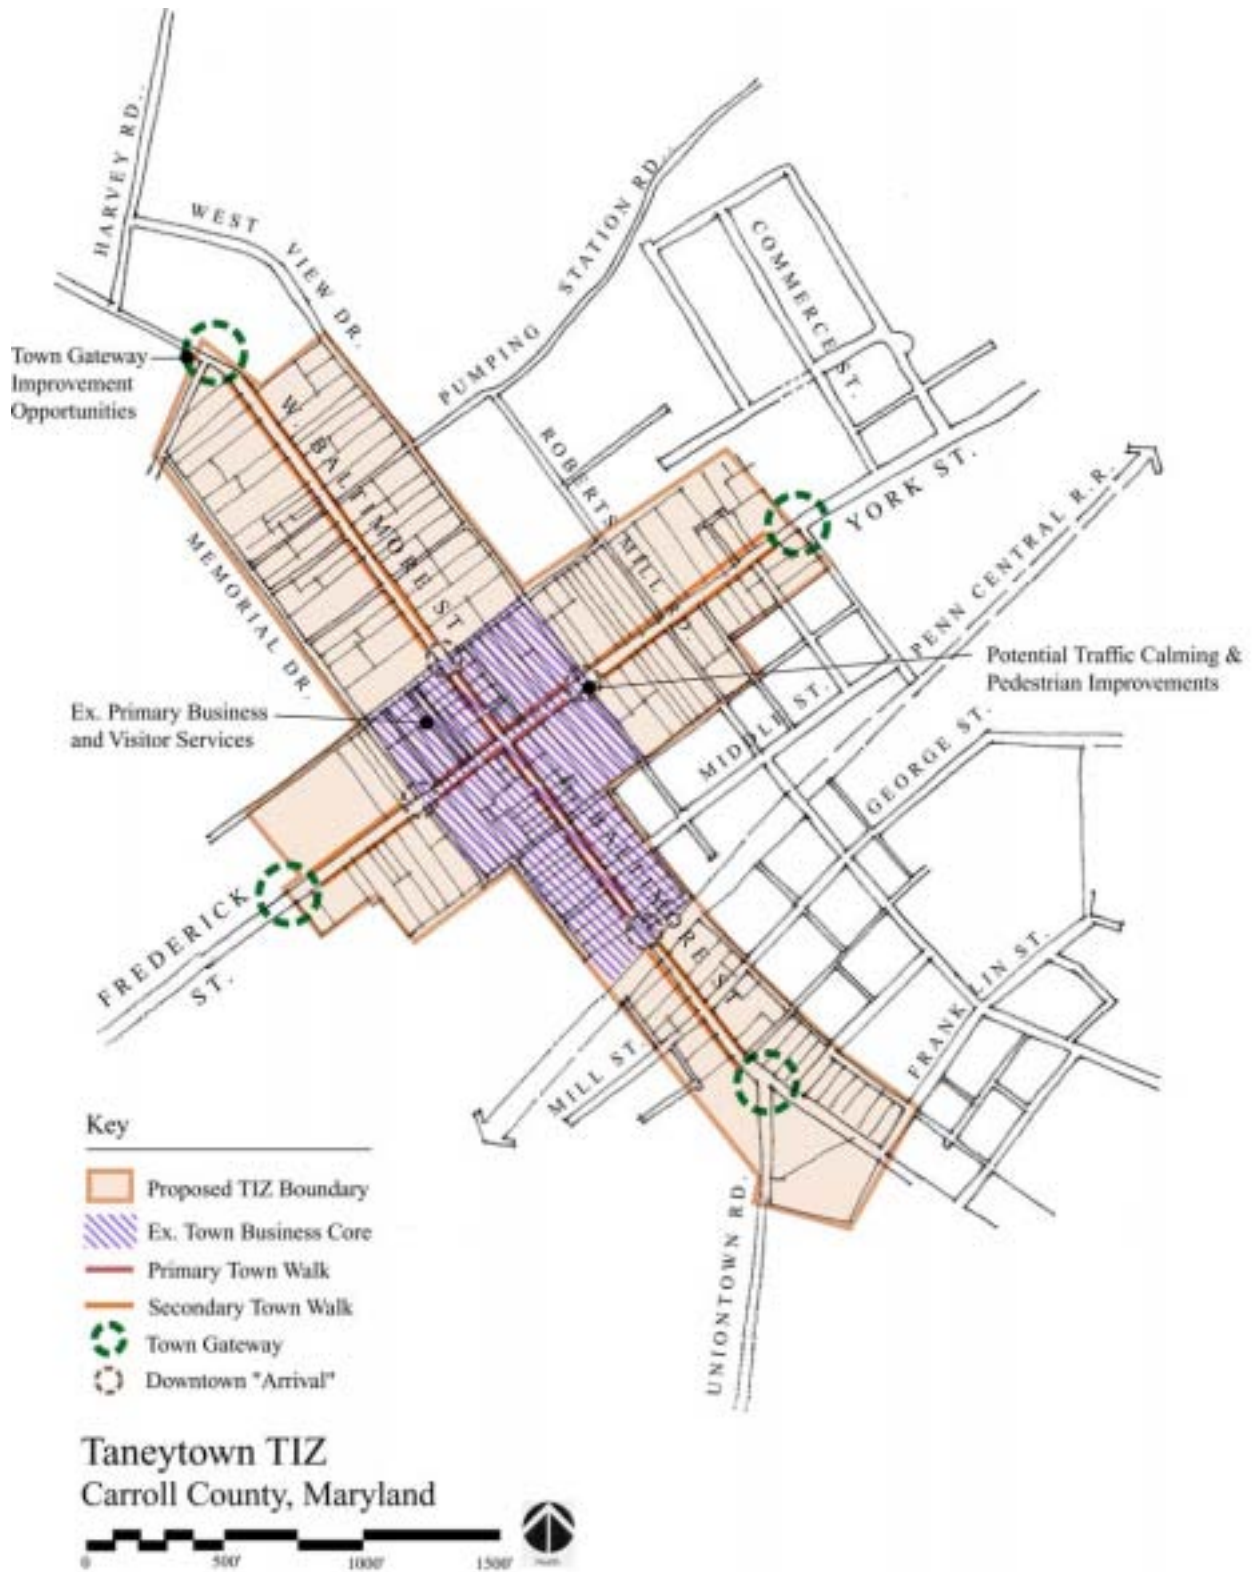 HARVEY RD.
WEST VIEW DR.
PUMPING STATION RD.
COMMERCE ST.
Town Gateway
Improvement
Opportunities
W. BALTIMORE ST.
ROBERTS MILL RD.
YORK ST.
PENN CENTRAL R.R.
MEMORIAL DR.
Potential Traffic Calming &
Pedestrian Improvements
Ex. Primary Business
and Visitor Services
MIDDLE ST.
GEORGE ST.
E. BALTIMORE ST.
FREDERICK
ST.
FRANKLIN ST.
MILL ST.
UNIONTOWN RD.
Key
Proposed TIZ Boundary
Ex. Town Business Core
Primary Town Walk
Secondary Town Walk
Town Gateway
Downtown "Arrival"
Taneytown TIZ
Carroll County, Maryland
0 500' 1000' 1500'
North